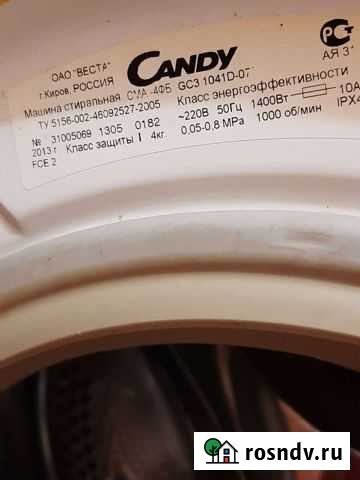 ОАО "ВЕСТА"
г.Киров, РОССИЯ
CANDY
РСТ
АЯ
Машина стиральная СМА-4ФБ GC3 1041D-07
ТУ 5156-002-46092527-2005 Класс энергоэффективности
№ 31005069 1305 0182 ~220В 50Гц 1400Вт 10А
2013 г. Класс защиты I 4кг. 0,05-0,8 MPa 1000 об/мин IPX4
FCE 2
rosndv.ru